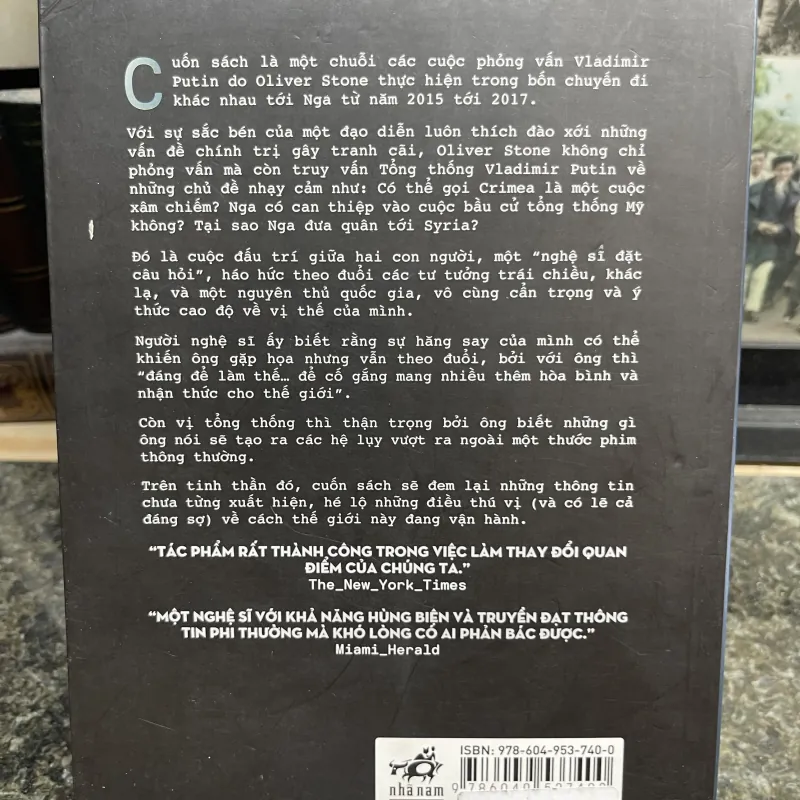 Cuốn sách là một chuỗi các cuộc phỏng vấn Vladimir
Putin do Oliver Stone thực hiện trong bốn chuyến đi
khác nhau tới Nga từ năm 2015 tới 2017.
Với sự sắc bén của một đạo diễn luôn thích đào xới những
vấn đề chính trị gây tranh cãi, Oliver Stone không chỉ
phỏng vấn mà còn truy vấn Tổng thống Vladimir Putin về
những chủ đề nhạy cảm như: Có thể gọi Crimea là một cuộc
xâm chiếm? Nga có can thiệp vào cuộc bầu cử tổng thống Mỹ
không? Tại sao Nga đưa quân tới Syria?
Đó là cuộc đấu trí giữa hai con người, một “nghệ sĩ đặt
câu hỏi”, háo hức theo đuổi các tư tưởng trái chiều, khác
lạ, và một nguyên thủ quốc gia, vô cùng cẩn trọng và ý
thức cao độ về vị thế của mình.
Người nghệ sĩ ấy biết rằng sự hăng say của mình có thể
khiến ông gặp họa nhưng vẫn theo đuổi, bởi với ông thì
“đáng để làm thế… để cố gắng mang nhiều thêm hòa bình và
nhận thức cho thế giới”.
Còn vị tổng thống thì thận trọng bởi ông biết những gì
ông nói sẽ tạo ra các hệ lụy vượt ra ngoài một thước phim
thông thường.
Trên tinh thần đó, cuốn sách sẽ đem lại những thông tin
chưa từng xuất hiện, hé lộ những điều thú vị (và có lẽ cả
đáng sợ) về cách thế giới này đang vận hành.
“TÁC PHẨM RẤT THÀNH CÔNG TRONG VIỆC LÀM THAY ĐỔI QUAN
ĐIỂM CỦA CHÚNG TA.”
The_New_York_Times
“MỘT NGHỆ SĨ VỚI KHẢ NĂNG HÙNG BIỆN VÀ TRUYỀN ĐẠT THÔNG
TIN PHI THƯỜNG MÀ KHÓ LÒNG CÓ AI PHẢN BÁC ĐƯỢC.”
Miami_Herald
ISBN: 978-604-953-740-0
nhã nam